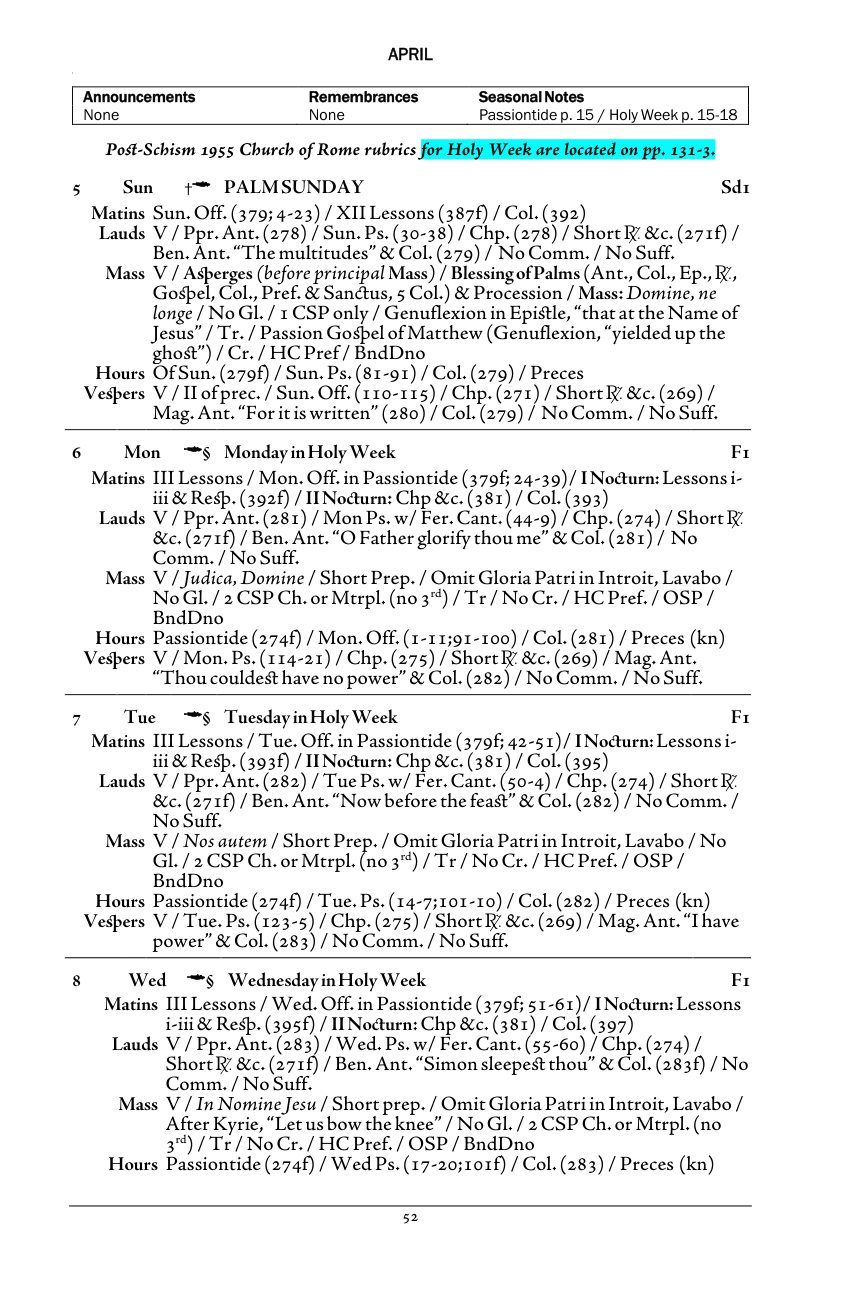 APRIL
Announcements Remembrances Seasonal Notes
None None Passiontide p. 15 / Holy Week p. 15-18
Post-Schism 1955 Church of Rome rubrics for Holy Week are located on pp. 131-3.
5 Sun † PALM SUNDAY Sd1
Matins Sun. Off. (379; 4-23) / XII Lessons (387f) / Col. (392)
Lauds V / Ppr. Ant. (278) / Sun. Ps. (30-38) / Chp. (278) / Short ℟. &c. (271f) /
Ben. Ant. “The multitudes” & Col. (279) / No Comm. / No Suff.
Mass V / Asperges (before principal Mass) / Blessing of Palms (Ant., Col., Ep., ℟.,
Gospel, Col., Pref. & Sanctus, 5 Col.) & Procession / Mass: Domine, ne
longe / No Gl. / 1 CSP only / Genuflexion in Epistle, “that at the Name of
Jesus” / Tr. / Passion Gospel of Matthew (Genuflexion, “yielded up the
ghost”) / Cr. / HC Pref / BndDno
Hours Of Sun. (279f) / Sun. Ps. (81-91) / Col. (279) / Preces
Vespers V / II of prec. / Sun. Off. (110-115) / Chp. (271) / Short ℟. &c. (269) /
Mag. Ant. “For it is written” (280) / Col. (279) / No Comm. / No Suff.
6 Mon § Monday in Holy Week F1
Matins III Lessons / Mon. Off. in Passiontide (379f; 24-39)/ I Nocturn: Lessons i-
iii & Resp. (392f) / II Nocturn: Chp &c. (381) / Col. (393)
Lauds V / Ppr. Ant. (281) / Mon Ps. w/ Fer. Cant. (44-9) / Chp. (274) / Short ℟.
&c. (271f) / Ben. Ant. “O Father glorify thou me” & Col. (281) / No
Comm. / No Suff.
Mass V / Judica, Domine / Short Prep. / Omit Gloria Patri in Introit, Lavabo /
No Gl. / 2 CSP Ch. or Mtrpl. (no 3rd) / Tr / No Cr. / HC Pref. / OSP /
BndDno
Hours Passiontide (274f) / Mon. Off. (1-11;91-100) / Col. (281) / Preces (kn)
Vespers V / Mon. Ps. (114-21) / Chp. (275) / Short ℟. &c. (269) / Mag. Ant.
“Thou couldest have no power” & Col. (282) / No Comm. / No Suff.
7 Tue § Tuesday in Holy Week F1
Matins III Lessons / Tue. Off. in Passiontide (379f; 42-51)/ I Nocturn: Lessons i-
iii & Resp. (393f) / II Nocturn: Chp &c. (381) / Col. (395)
Lauds V / Ppr. Ant. (282) / Tue Ps. w/ Fer. Cant. (50-4) / Chp. (274) / Short ℟.
&c. (271f) / Ben. Ant. “Now before the feast” & Col. (282) / No Comm. /
No Suff.
Mass V / Nos autem / Short Prep. / Omit Gloria Patri in Introit, Lavabo / No
Gl. / 2 CSP Ch. or Mtrpl. (no 3rd) / Tr / No Cr. / HC Pref. / OSP /
BndDno
Hours Passiontide (274f) / Tue. Ps. (14-7;101-10) / Col. (282) / Preces (kn)
Vespers V / Tue. Ps. (123-5) / Chp. (275) / Short ℟. &c. (269) / Mag. Ant. “I have
power” & Col. (283) / No Comm. / No Suff.
8 Wed § Wednesday in Holy Week F1
Matins III Lessons / Wed. Off. in Passiontide (379f; 51-61)/ I Nocturn: Lessons
i-iii & Resp. (395f) / II Nocturn: Chp &c. (381) / Col. (397)
Lauds V / Ppr. Ant. (283) / Wed. Ps. w/ Fer. Cant. (55-60) / Chp. (274) /
Short ℟. &c. (271f) / Ben. Ant. “Simon sleepest thou” & Col. (283f) / No
Comm. / No Suff.
Mass V / In Nomine Jesu / Short prep. / Omit Gloria Patri in Introit, Lavabo /
After Kyrie, “Let us bow the knee” / No Gl. / 2 CSP Ch. or Mtrpl. (no
3rd) / Tr / No Cr. / HC Pref. / OSP / BndDno
Hours Passiontide (274f) / Wed Ps. (17-20;101f) / Col. (283) / Preces (kn)
52